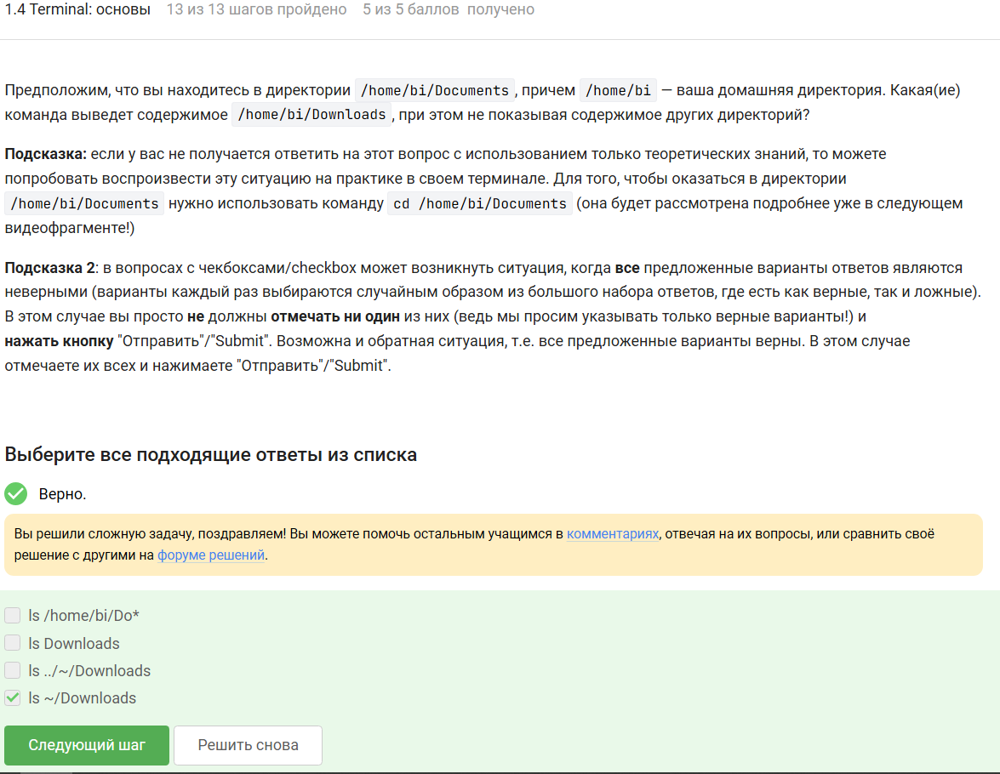 1.4 Terminal: основы 13 из 13 шагов пройдено 5 из 5 баллов получено
Предположим, что вы находитесь в директории /home/bi/Documents, причем /home/bi — ваша домашняя директория. Какая(ие)
команда выведет содержимое /home/bi/Downloads, при этом не показывая содержимое других директорий?
Подсказка: если у вас не получается ответить на этот вопрос с использованием только теоретических знаний, то можете
попробовать воспроизвести эту ситуацию на практике в своем терминале. Для того, чтобы оказаться в директории
/home/bi/Documents нужно использовать команду cd /home/bi/Documents (она будет рассмотрена подробнее уже в следующем
видеофрагменте!)
Подсказка 2: в вопросах с чекбоксами/checkbox может возникнуть ситуация, когда все предложенные варианты ответов являются
неверными (варианты каждый раз выбираются случайным образом из большого набора ответов, где есть как верные, так и ложные).
В этом случае вы просто не должны отмечать ни один из них (ведь мы просим указывать только верные варианты!) и
нажать кнопку "Отправить"/"Submit". Возможна и обратная ситуация, т.е. все предложенные варианты верны. В этом случае
отмечаете их всех и нажимаете "Отправить"/"Submit".
Выберите все подходящие ответы из списка
Верно.
Вы решили сложную задачу, поздравляем! Вы можете помочь остальным учащимся в комментариях, отвечая на их вопросы, или сравнить своё
решение с другими на форуме решений.
ls /home/bi/Do*
ls Downloads
ls ../~/Downloads
ls ~/Downloads
Следующий шаг Решить снова